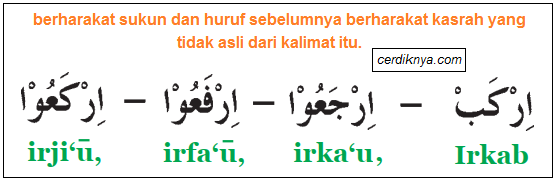 berharakat sukun dan huruf sebelumnya berharakat kasrah yang
tidak asli dari kalimat itu.
cerdiknya.com
اِرْكَبْ – اِرْجَعُوْا – اِرْفَعُوْا – اِرْكَعُوْا
irji‘ū, irfa‘ū, irka‘u, Irkab